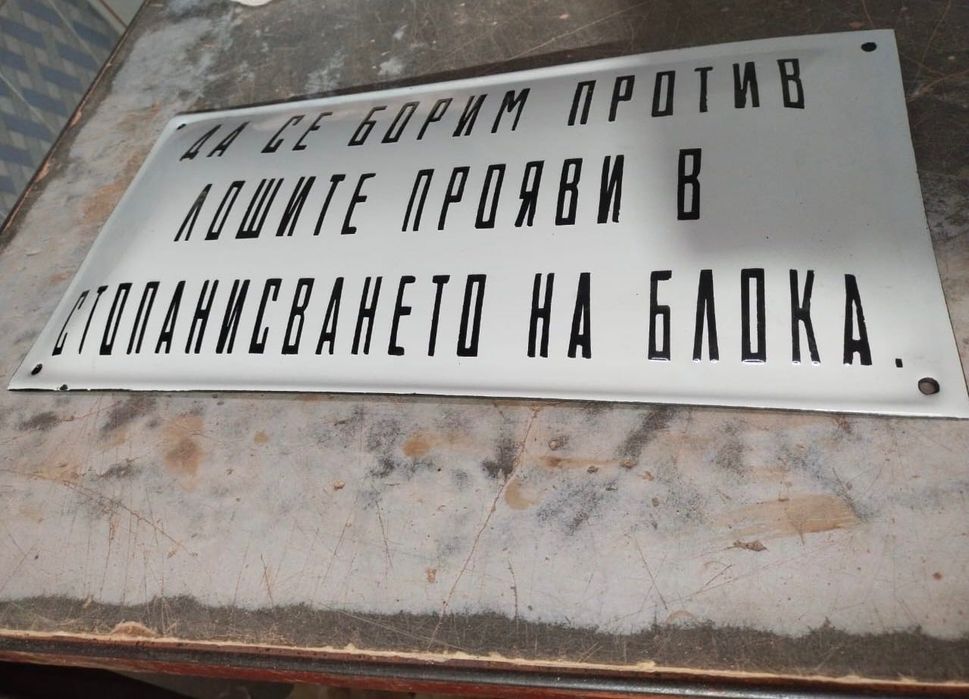 ДА СЕ БОРИМ ПРОТИВ
ЛОШИТЕ ПРОЯВИ В
СТОПАНИСВАНЕТО НА БЛОКА.